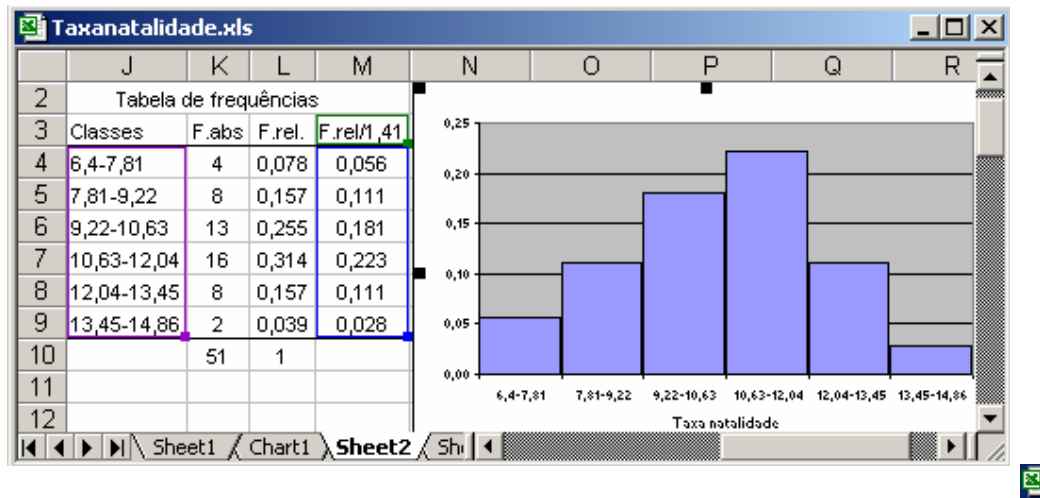 Taxanatalidade.xls
J K L M N O P Q R
2 Tabela de frequências
3 Classes F.abs F.rel. F.rel/1,41
4 6,4-7,81 4 0,078 0,056
5 7,81-9,22 8 0,157 0,111
6 9,22-10,63 13 0,255 0,181
7 10,63-12,04 16 0,314 0,223
8 12,04-13,45 8 0,157 0,111
9 13,45-14,86 2 0,039 0,028
10 51 1
11
12
0,25
0,20
0,15
0,10
0,05
0,00
6,4-7,81 7,81-9,22 9,22-10,63 10,63-12,04 12,04-13,45 13,45-14,86
Taxa natalidade
Sheet1 Chart1 Sheet2